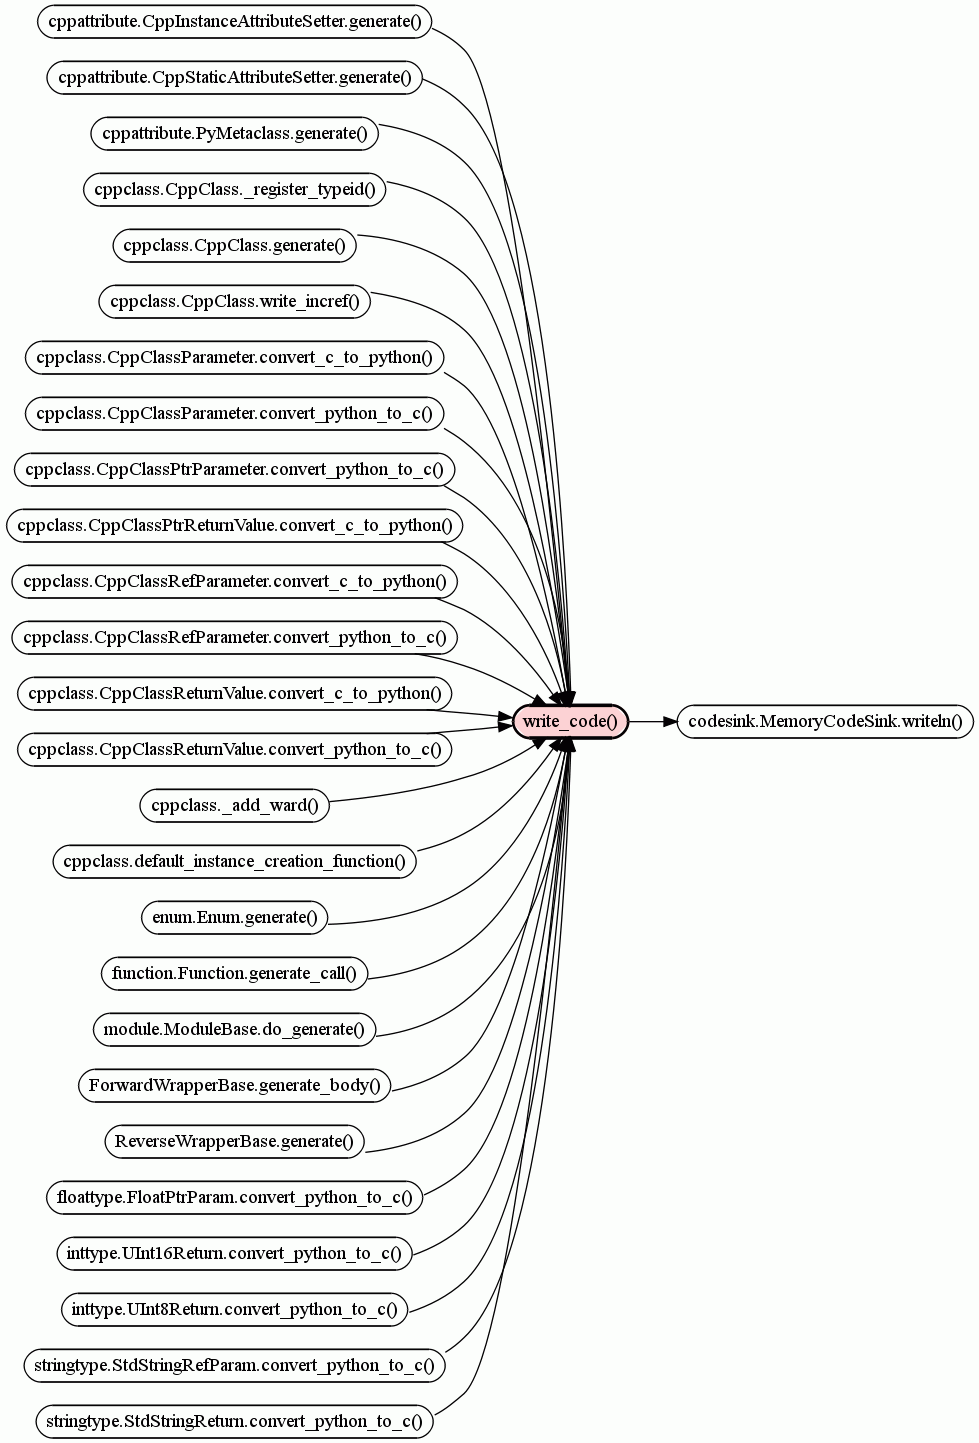 cppattribute.CppInstanceAttributeSetter.generate()
cppattribute.CppStaticAttributeSetter.generate()
cppattribute.PyMetaclass.generate()
cppclass.CppClass._register_typeid()
cppclass.CppClass.generate()
cppclass.CppClass.write_incref()
cppclass.CppClassParameter.convert_c_to_python()
cppclass.CppClassParameter.convert_python_to_c()
cppclass.CppClassPtrParameter.convert_python_to_c()
cppclass.CppClassPtrReturnValue.convert_c_to_python()
cppclass.CppClassRefParameter.convert_c_to_python()
cppclass.CppClassRefParameter.convert_python_to_c()
cppclass.CppClassReturnValue.convert_c_to_python()
write_code()
codesink.MemoryCodeSink.writeln()
cppclass.CppClassReturnValue.convert_python_to_c()
cppclass._add_ward()
cppclass.default_instance_creation_function()
enum.Enum.generate()
function.Function.generate_call()
module.ModuleBase.do_generate()
ForwardWrapperBase.generate_body()
ReverseWrapperBase.generate()
floattype.FloatPtrParam.convert_python_to_c()
inttype.UInt16Return.convert_python_to_c()
inttype.UInt8Return.convert_python_to_c()
stringtype.StdStringRefParam.convert_python_to_c()
stringtype.StdStringReturn.convert_python_to_c()